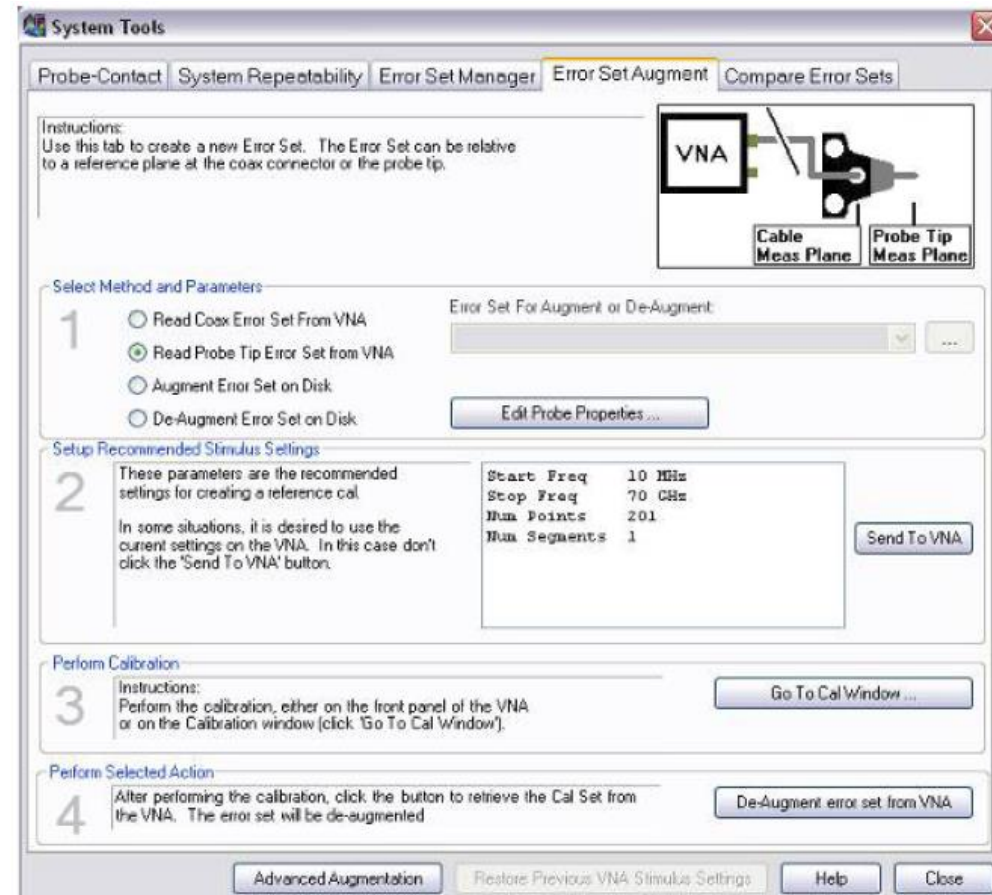 System Tools
Probe-Contact System Repeatability Error Set Manager Error Set Augment Compare Error Sets
Instructions:
Use this tab to create a new Error Set. The Error Set can be relative
to a reference plane at the coax connector or the probe tip.
VNA
Cable
Meas Plane
Probe Tip
Meas Plane
Select Method and Parameters
1
Read Coax Error Set From VNA
Read Probe Tip Error Set from VNA
Augment Error Set on Disk
De-Augment Error Set on Disk
Error Set For Augment or De-Augment:
...
Edit Probe Properties ...
Setup Recommended Stimulus Settings
2
These parameters are the recommended
settings for creating a reference cal.
In some situations, it is desired to use the
current settings on the VNA. In this case don't
click the 'Send To VNA' button.
Start Freq 10 MHz
Stop Freq 70 GHz
Num Points 201
Num Segments 1
Send To VNA
Perform Calibration
3
Instructions:
Perform the calibration, either on the front panel of the VNA
or on the Calibration window (click 'Go To Cal Window').
Go To Cal Window ...
Perform Selected Action
4
After performing the calibration, click the button to retrieve the Cal Set from
the VNA. The error set will be de-augmented
De-Augment error set from VNA
Advanced Augmentation Restore Previous VNA Stimulus Settings Help Close